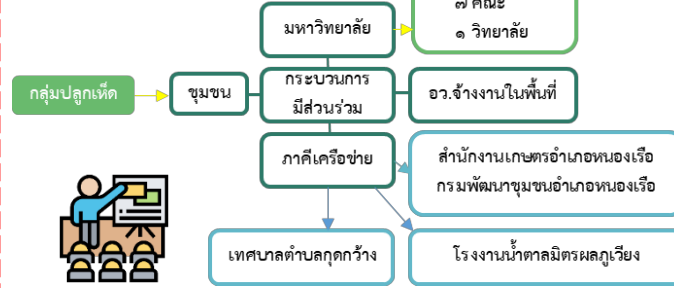 ๗ คณะ
๑ วิทยาลัย
มหาวิทยาลัย
กลุ่มปลูกเห็ด
ชุมชน
กระบวนการ
มีส่วนร่วม
อว.จ้างงานในพื้นที่
ภาคีเครือข่าย
สำนักงานเกษตรอำเภอหนองเรือ
กรมพัฒนาชุมชนอำเภอหนองเรือ
เทศบาลตำบลกุดกว้าง
โรงงานน้ำตาลมิตรผลภูเวียง